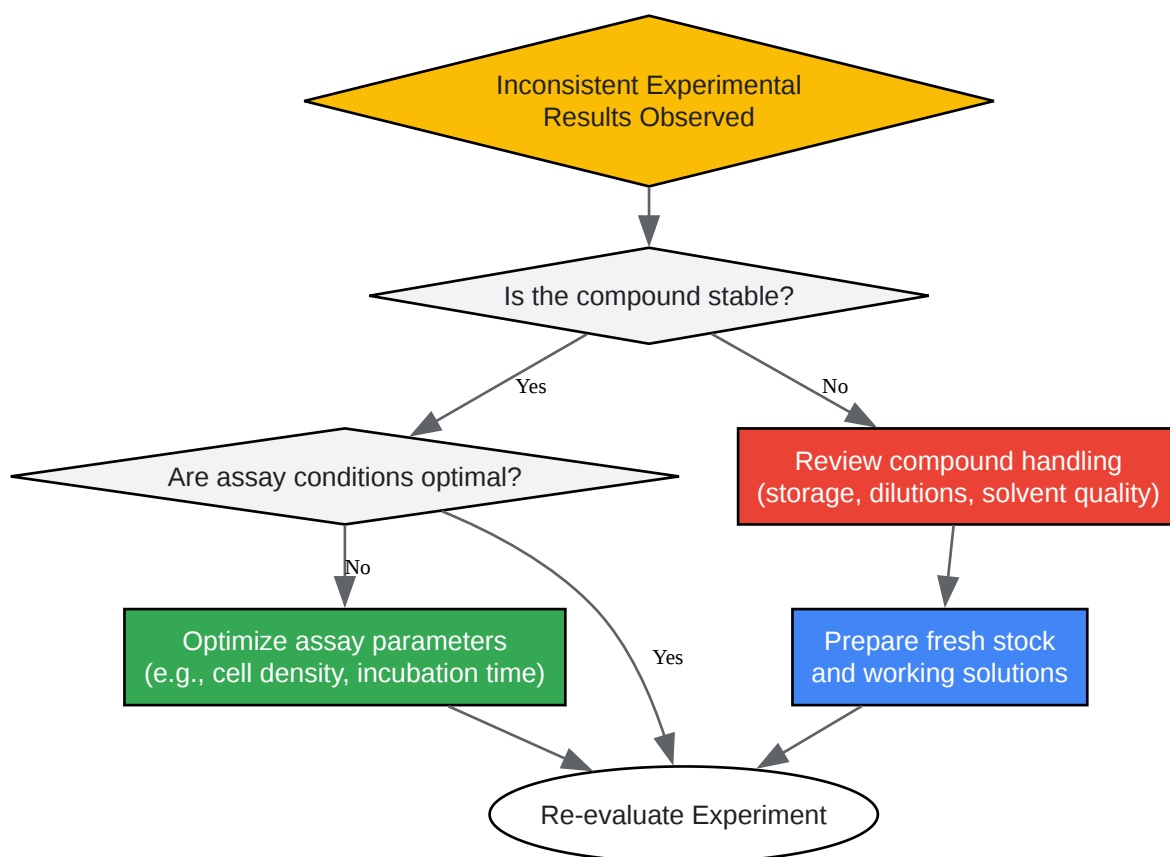 Inconsistent Experimental
Results Observed
Is the compound stable?
Yes
No
Are assay conditions optimal?
Review compound handling
(storage, dilutions, solvent quality)
No
Optimize assay parameters
(e.g., cell density, incubation time)
Yes
Prepare fresh stock
and working solutions
Re-evaluate Experiment